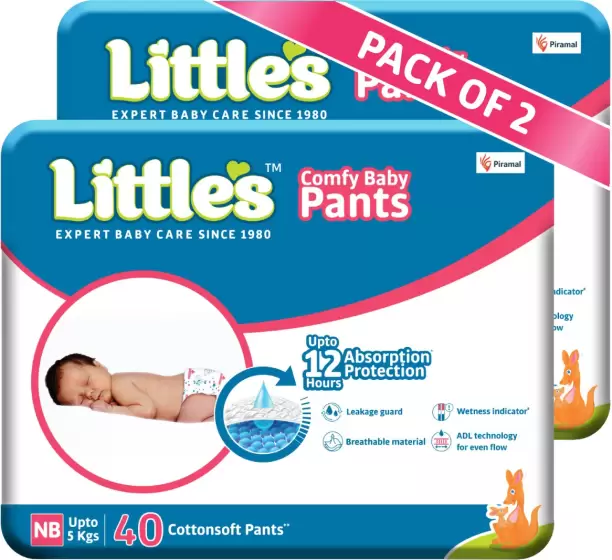 Little's
EXPERT BABY CARE SINCE 1980
Piramal
PACK OF 2
Little's™
EXPERT BABY CARE SINCE 1980
Comfy Baby
Pants
Piramal
Upto
12
Hours
Absorption
Protection
Leakage guard
Wetness indicator*
Breathable material
ADL technology
for even flow
NB
Upto
5 Kgs
40
Cottonsoft Pants**